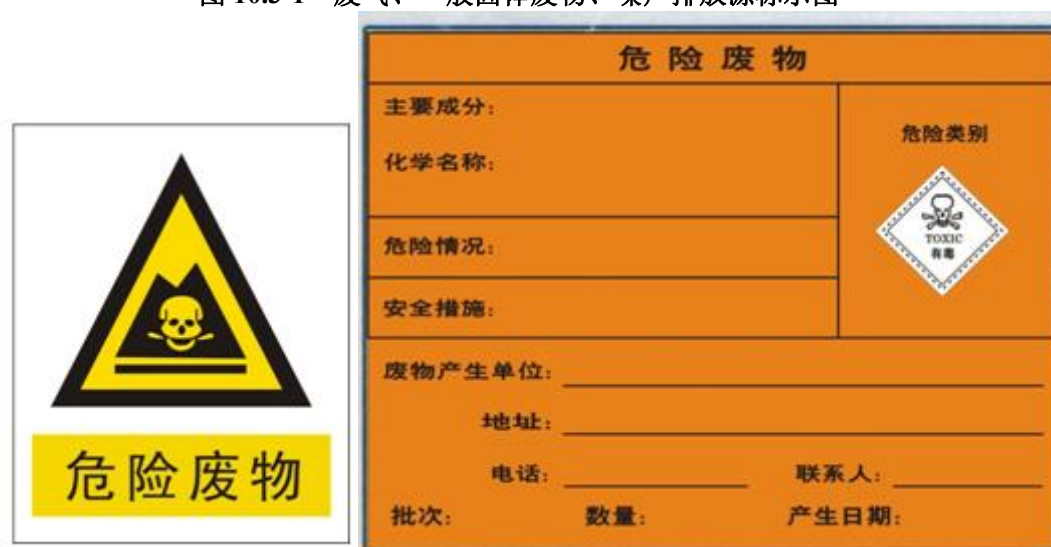 危险废物
危险废物
主要成分:
化学名称:
危险类别
TOXIC
有毒
危险情况:
安全措施:
废物产生单位:
地址:
电话: 联系人:
批次: 数量: 产生日期: